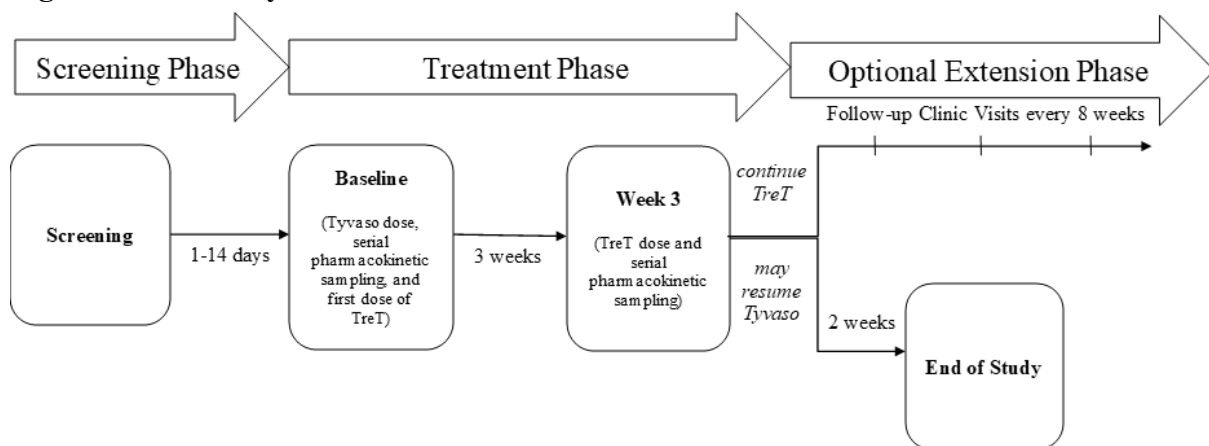 Screening Phase
Treatment Phase
Optional Extension Phase
Follow-up Clinic Visits every 8 weeks
Screening
1-14 days
Baseline
(Tyvaso dose,
serial
pharmacokinetic
sampling, and
first dose of
TreT)
3 weeks
Week 3
(TreT dose and
serial
pharmacokinetic
sampling)
continue
TreT
may
resume
Tyvaso
2 weeks
End of Study